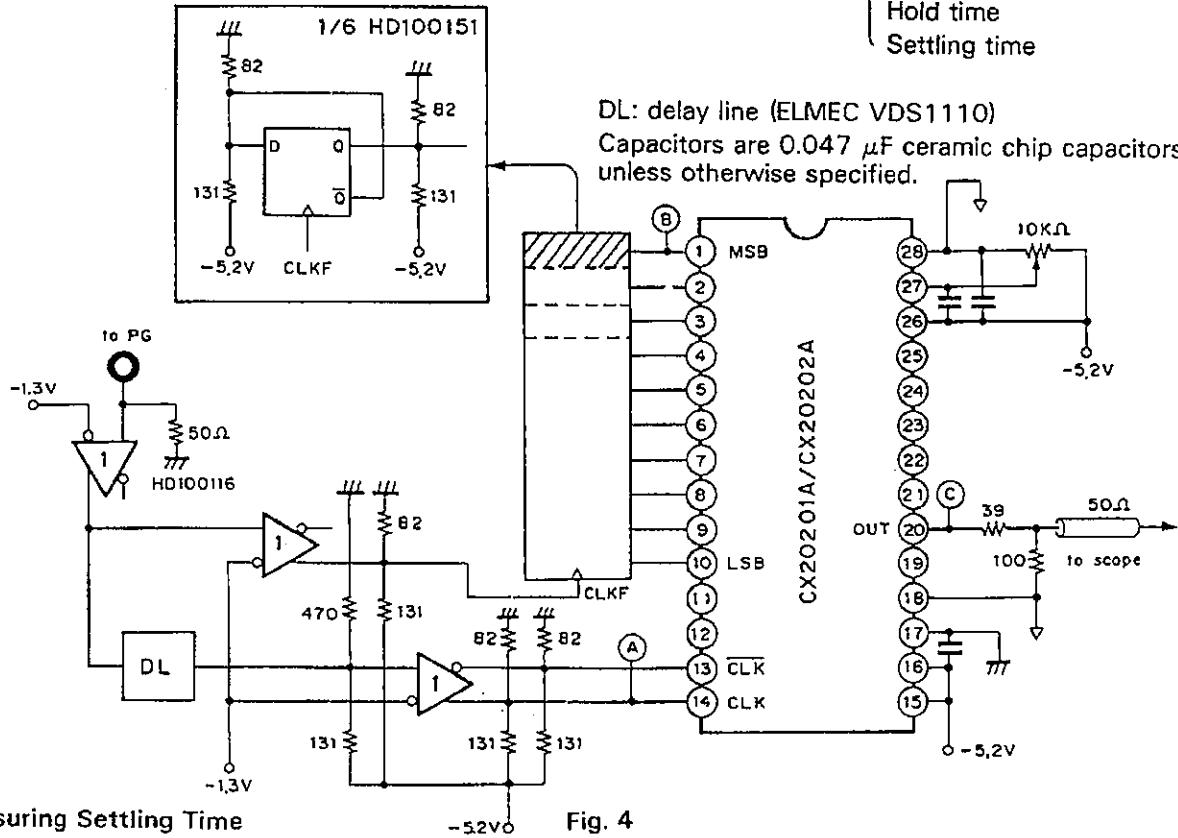 Hold time
Settling time
1/6 HD100151
82
82
D
Q
Q̅
131
131
-5,2V
CLKF
-5,2V
DL: delay line (ELMEC VDS1110)
Capacitors are 0.047 μF ceramic chip capacitors
unless otherwise specified.
B
1
MSB
2
3
4
5
6
7
8
9
10
LSB
11
12
13
C̅L̅K̅
14
CLK
CX20201A/CX20202A
28
27
26
25
24
23
22
21
OUT
20
19
18
17
16
15
10KΩ
-5,2V
C
39
50Ω
100
to scope
-5,2V
CLKF
to PG
-1,3V
50Ω
1
HD100116
1
82
470
131
82
82
A
DL
1
131
131
131
-1,3V
-5.2V
suring Settling Time
Fig. 4